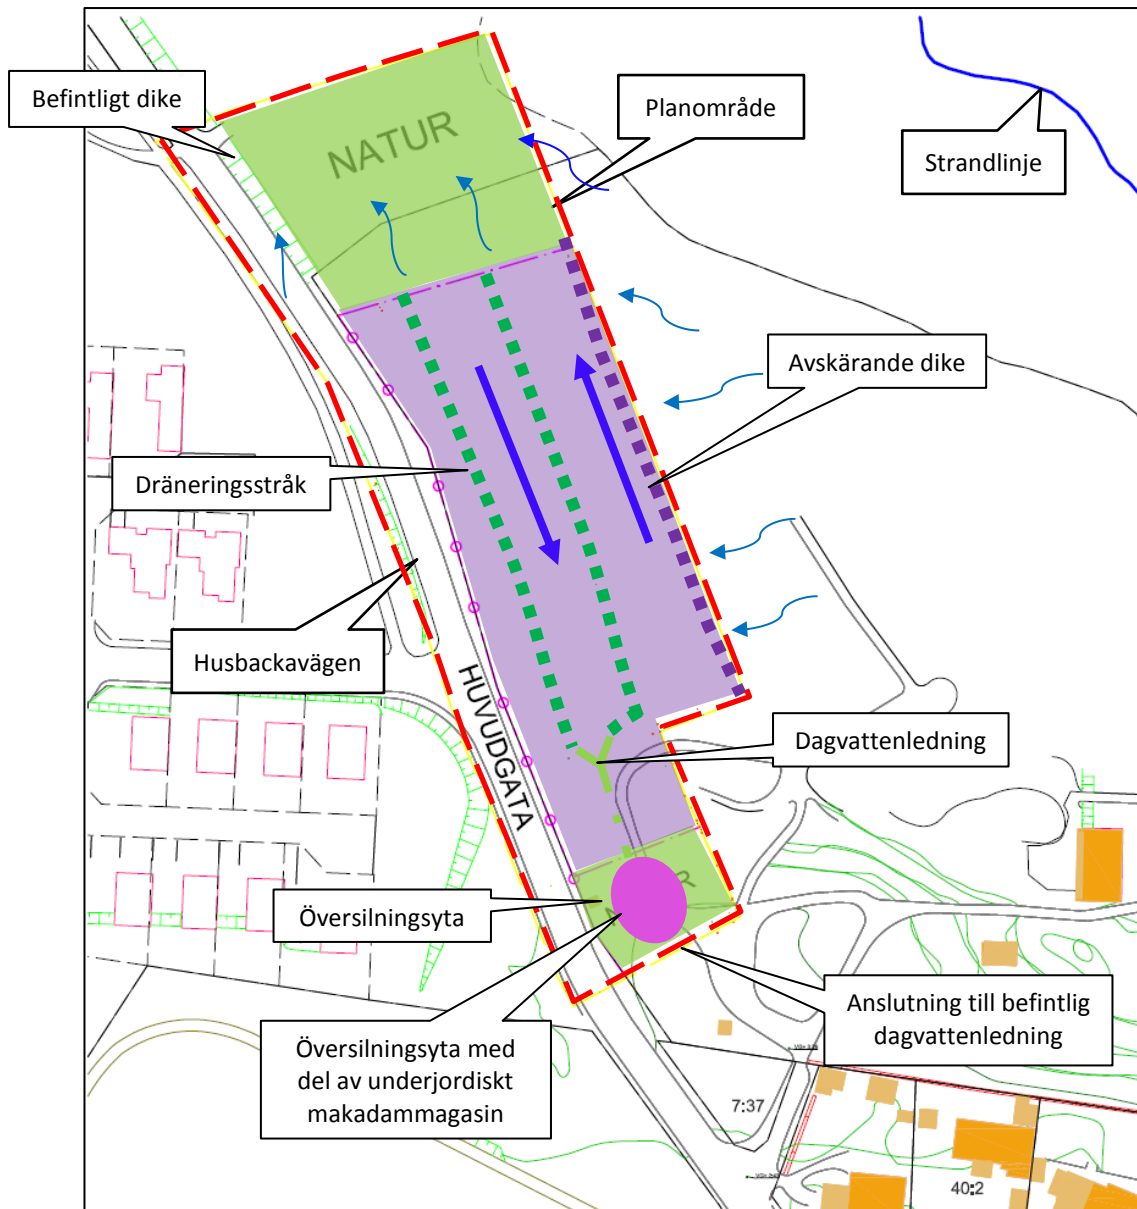 Befintligt dike
NATUR
Planområde
Strandlinje
Avskärande dike
Dräneringsstråk
Husbackavägen
HUVUDGATA
Dagvattenledning
Översilningsyta
R
Anslutning till befintlig
dagvattenledning
Översilningsyta med
del av underjordiskt
makadammagasin
7:37
40:2